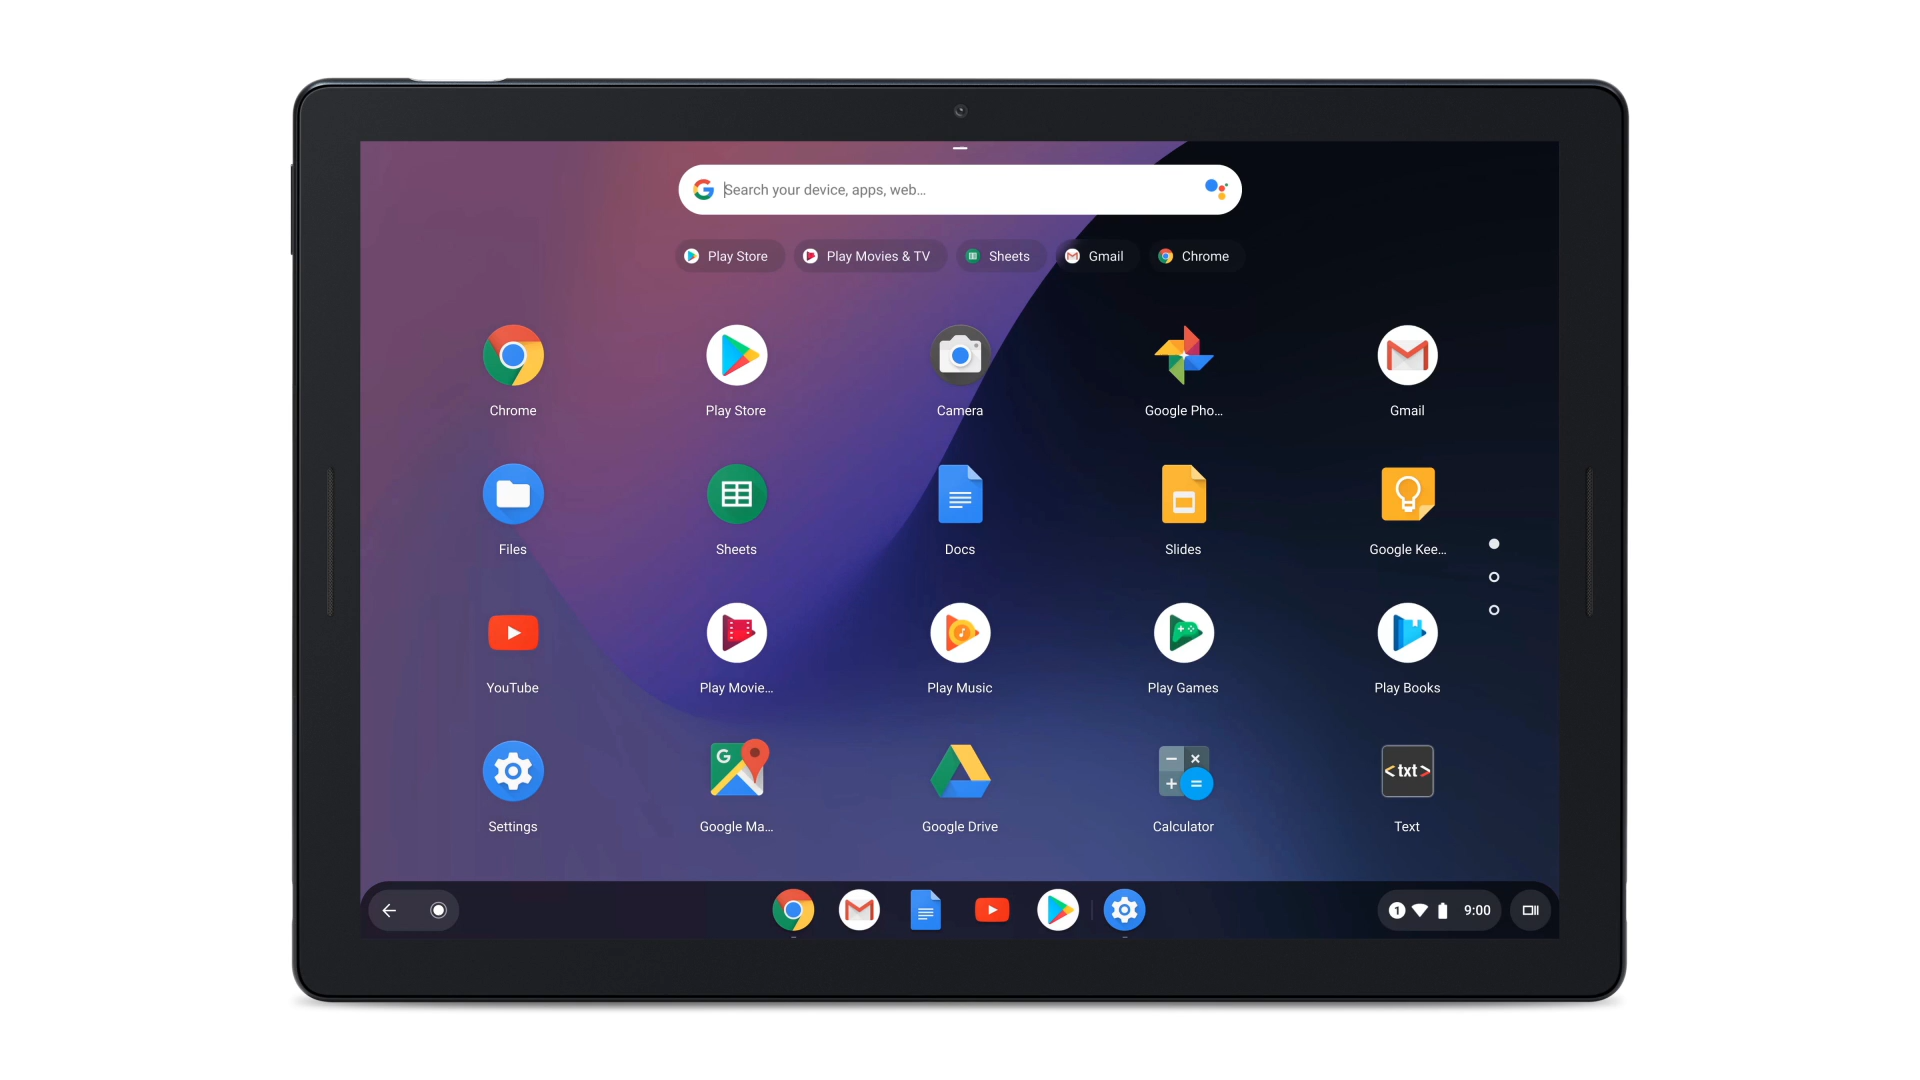 Search your device, apps, web...
Play Store Play Movies & TV Sheets Gmail Chrome
Chrome Play Store Camera Google Pho... Gmail
Files Sheets Docs Slides Google Kee...
YouTube Play Movie... Play Music Play Games Play Books
G
Settings Google Ma... Google Drive Calculator Text
<txt>
1 9:00